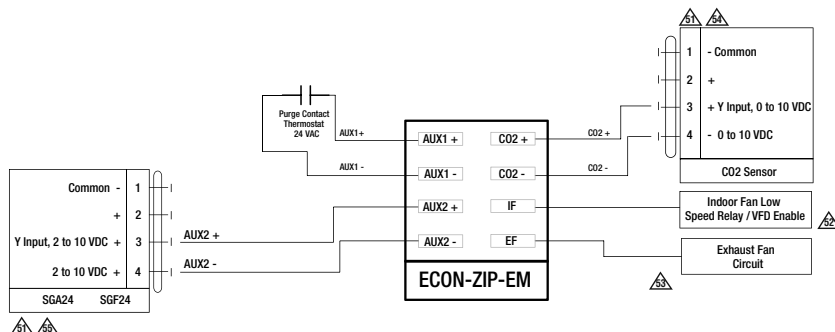 51 54
1 - Common
2 +
3 + Y Input, 0 to 10 VDC
4 - 0 to 10 VDC
CO2 Sensor
Purge Contact
Thermostat
24 VAC
AUX1+
AUX1 -
CO2 +
CO2 -
AUX1 + CO2 +
AUX1 - CO2 -
AUX2 + IF
AUX2 - EF
ECON-ZIP-EM
Indoor Fan Low
Speed Relay / VFD Enable
52
Exhaust Fan
Circuit
53
Common - 1
+ 2
Y Input, 2 to 10 VDC + 3
2 to 10 VDC + 4
AUX2 +
AUX2 -
SGA24 SGF24
51 55